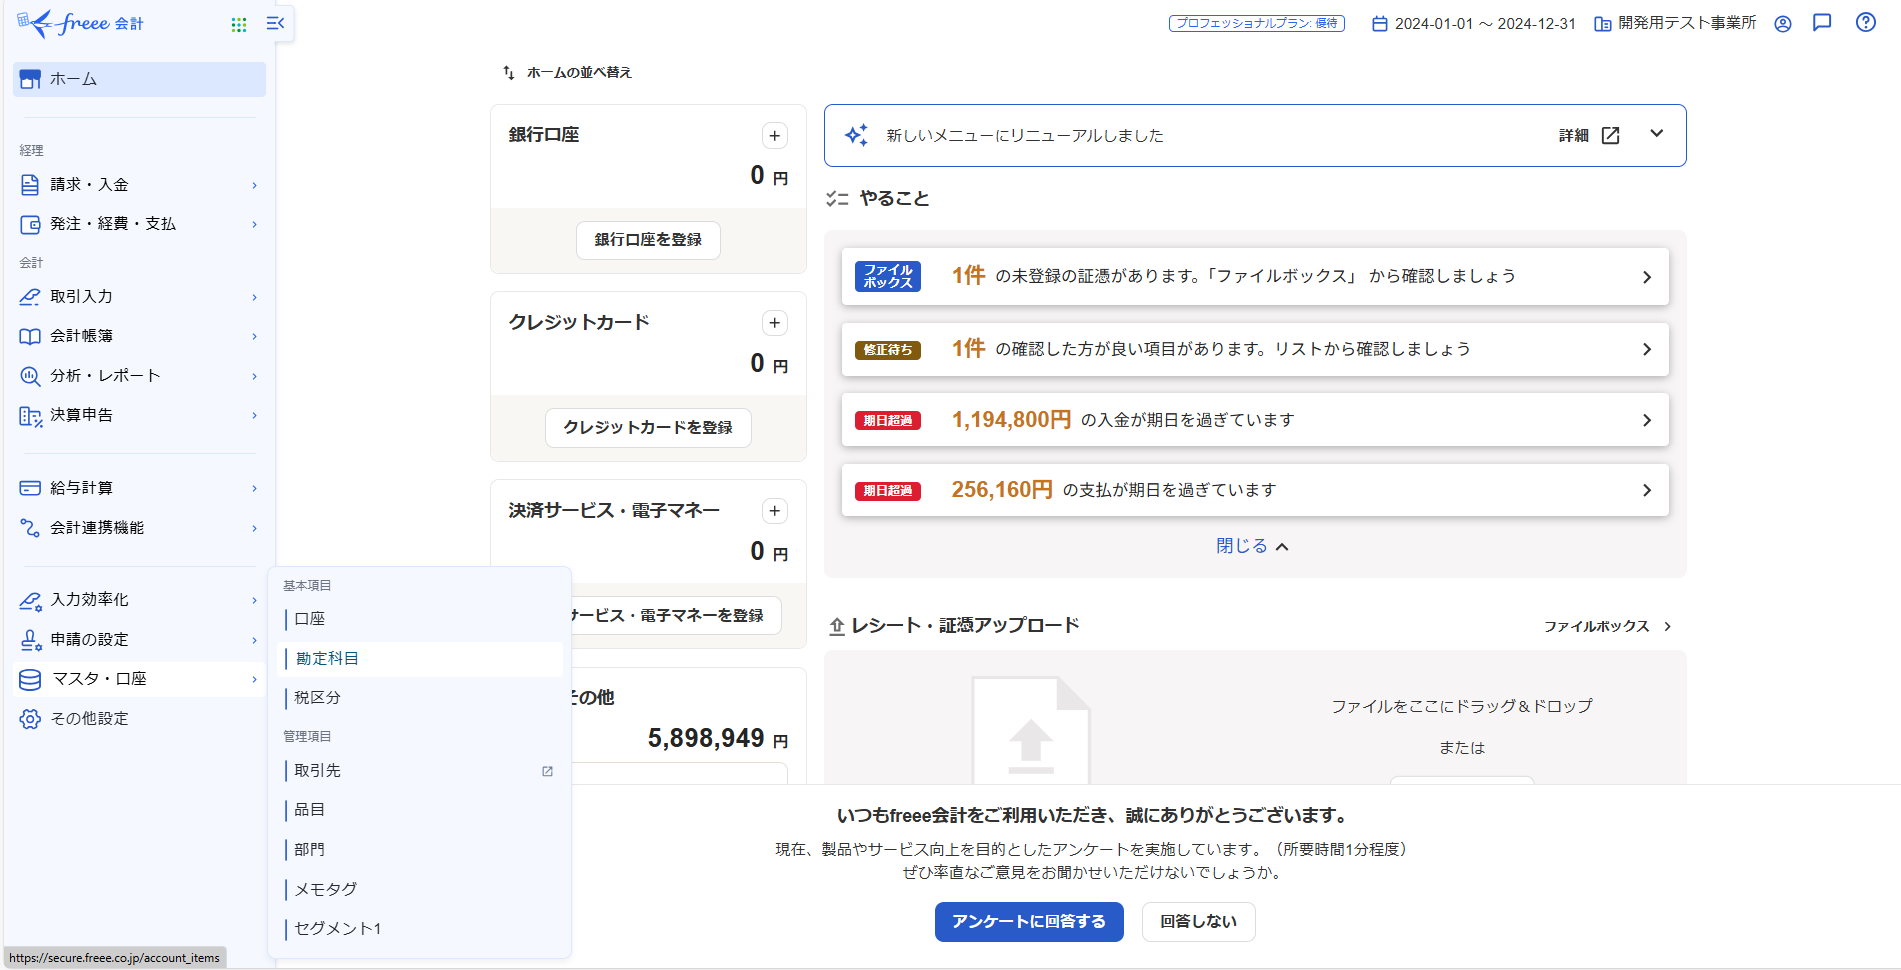 freee 会計
プロフェッショナルプラン: 優待
2024-01-01 ～ 2024-12-31
開発用テスト事業所
ホーム
経理
請求・入金
発注・経費・支払
会計
取引入力
会計帳簿
分析・レポート
決算申告
給与計算
会計連携機能
入力効率化
申請の設定
マスタ・口座
その他設定
基本項目
口座
勘定科目
税区分
管理項目
取引先
品目
部門
メモタグ
セグメント1
ホームの並べ替え
銀行口座
0 円
銀行口座を登録
クレジットカード
0 円
クレジットカードを登録
決済サービス・電子マネー
0 円
サービス・電子マネーを登録
その他
5,898,949 円
新しいメニューにリニューアルしました
詳細
やること
ファイル
ボックス
1件 の未登録の証憑があります。「ファイルボックス」 から確認しましょう
修正待ち
1件 の確認した方が良い項目があります。リストから確認しましょう
期日超過
1,194,800円 の入金が期日を過ぎています
期日超過
256,160円 の支払が期日を過ぎています
閉じる
レシート・証憑アップロード
ファイルボックス
ファイルをここにドラッグ＆ドロップ
または
いつもfreee会計をご利用いただき、誠にありがとうございます。
現在、製品やサービス向上を目的としたアンケートを実施しています。（所要時間1分程度）
ぜひ率直なご意見をお聞かせいただけないでしょうか。
アンケートに回答する
回答しない
https://secure.freee.co.jp/account_items